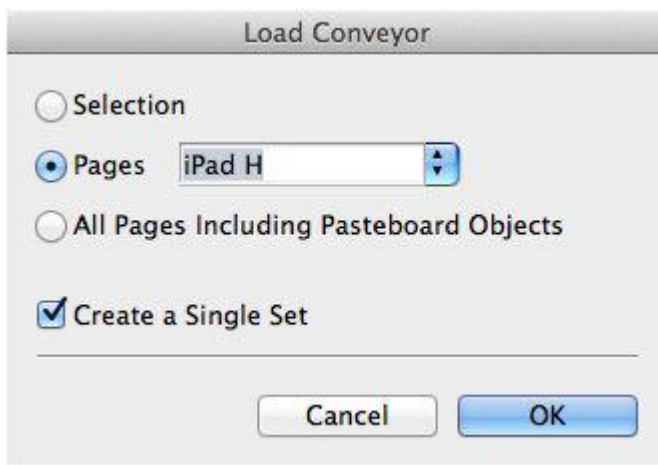 Load Conveyor
Selection
Pages iPad H
All Pages Including Pasteboard Objects
Create a Single Set
Cancel OK